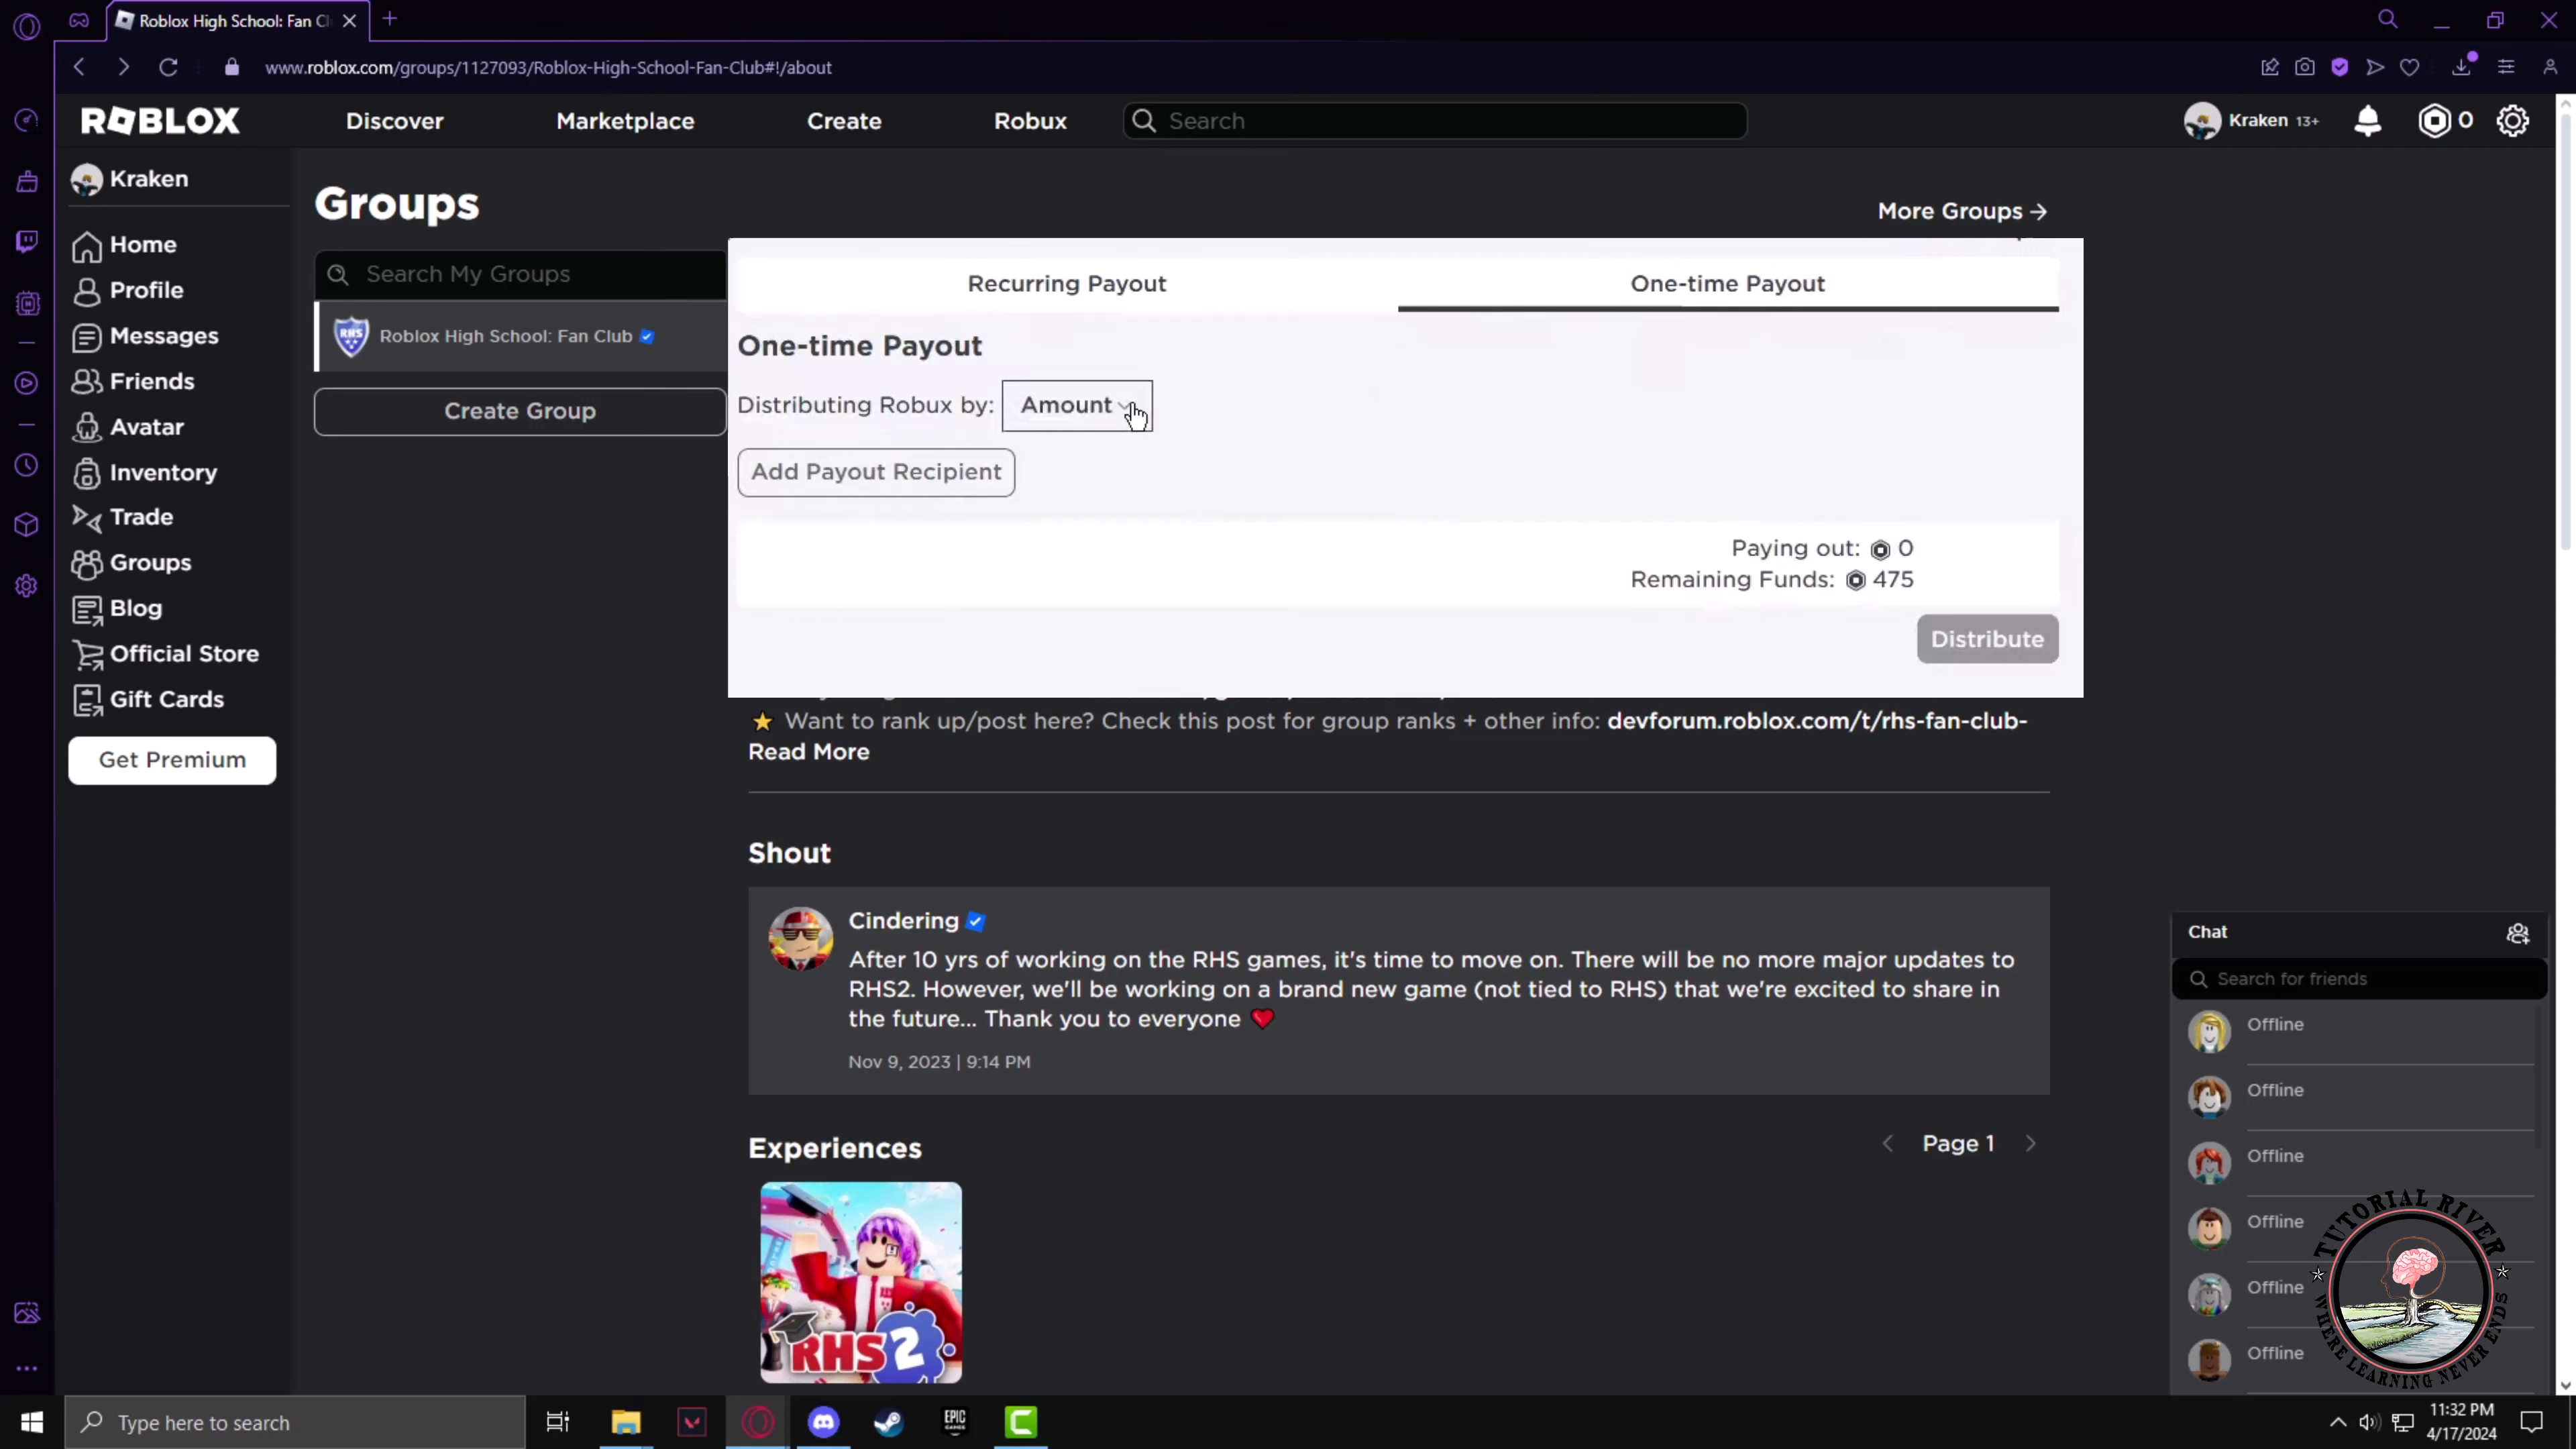 Roblox High School: Fan Cl
www.roblox.com/groups/1127093/Roblox-High-School-Fan-Club#!/about
ROBLOX
Discover
Marketplace
Create
Robux
Search
Kraken 13+
0
Kraken
Home
Profile
Messages
Friends
Avatar
Inventory
Trade
Groups
Blog
Official Store
Gift Cards
Get Premium
Groups
More Groups
Search My Groups
RHS
Roblox High School: Fan Club
Create Group
Recurring Payout
One-time Payout
One-time Payout
Distributing Robux by: Amount
Add Payout Recipient
Paying out: 0
Remaining Funds: 475
Distribute
Want to rank up/post here? Check this post for group ranks + other info: devforum.roblox.com/t/rhs-fan-club-
Read More
Shout
Cindering
After 10 yrs of working on the RHS games, it's time to move on. There will be no more major updates to
RHS2. However, we'll be working on a brand new game (not tied to RHS) that we're excited to share in
the future... Thank you to everyone ❤
Nov 9, 2023 | 9:14 PM
Experiences
Page 1
RHS 2
Chat
Search for friends
Offline
Offline
Offline
Offline
Offline
Offline
TUTORIAL RIVER
WHERE LEARNING NEVER ENDS
Type here to search
EPIC
GAMES
11:32 PM
4/17/2024